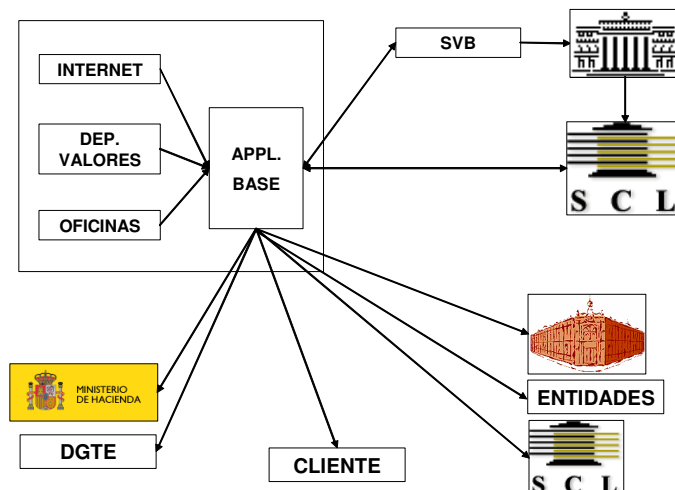 SVB
INTERNET
DEP.
VALORES
APPL.
BASE
OFICINAS
S C L
MINISTERIO
DE HACIENDA
ENTIDADES
DGTE
CLIENTE
S C L